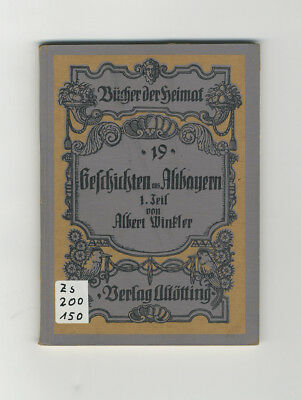 Bücher der Heimat
· 19 ·
Geschichten aus Altbayern
1. Teil
von
Albert Winkler
Zs
200
150
· Verlag Altötting ·